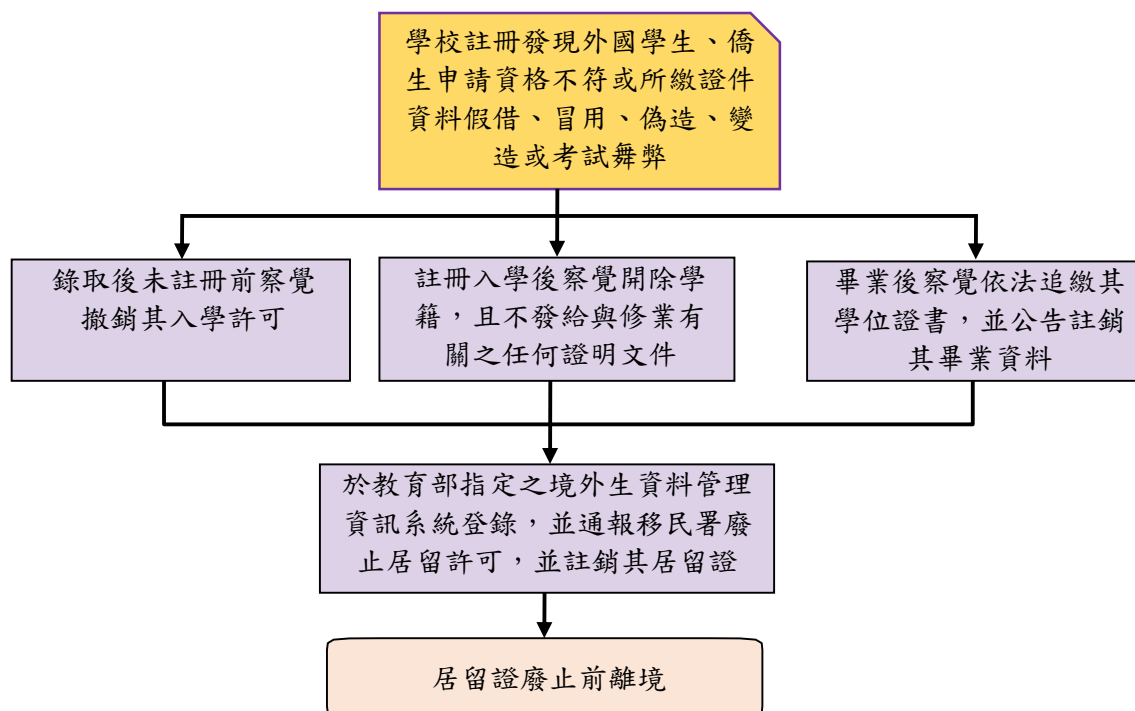 學校註冊發現外國學生、僑
生申請資格不符或所繳證件
資料假借、冒用、偽造、變
造或考試舞弊
錄取後未註冊前察覺
撤銷其入學許可
註冊入學後察覺開除學
籍，且不發給與修業有
關之任何證明文件
畢業後察覺依法追繳其
學位證書，並公告註銷
其畢業資料
於教育部指定之境外生資料管理
資訊系統登錄，並通報移民署廢
止居留許可，並註銷其居留證
居留證廢止前離境